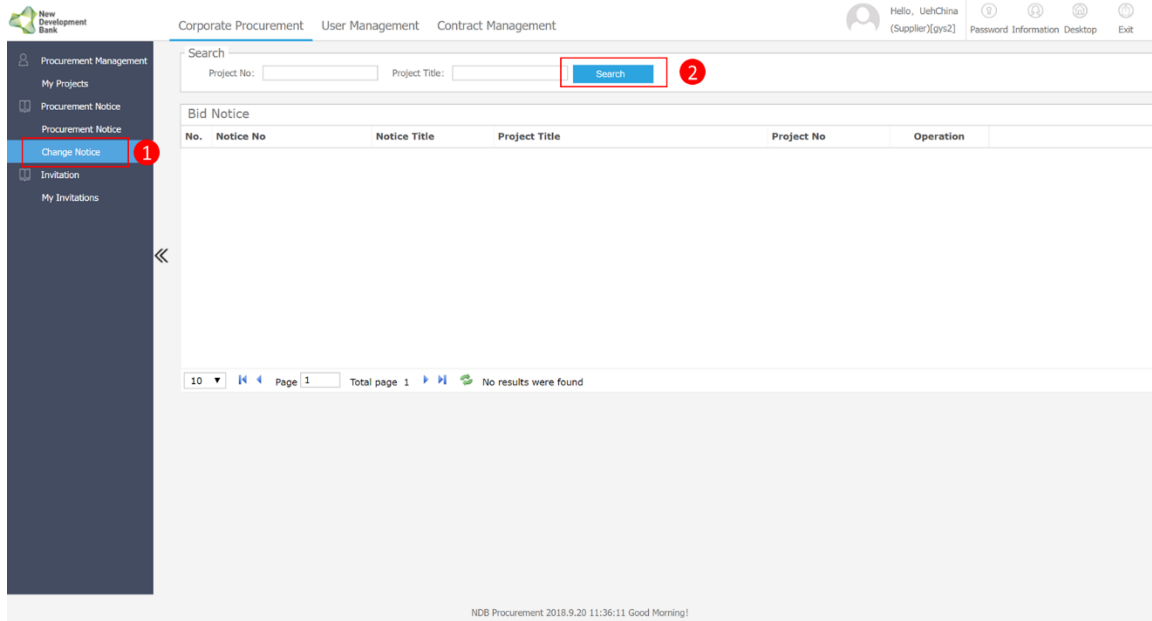 New
Development
Bank
Corporate Procurement User Management Contract Management
Hello, UehChina
(Supplier)[gys2]
Password Information Desktop Exit
Procurement Management
My Projects
Procurement Notice
Procurement Notice
Change Notice 1
Invitation
My Invitations
Search
Project No: Project Title: Search 2
Bid Notice
No. Notice No Notice Title Project Title Project No Operation
10 Page 1 Total page 1 No results were found
NDB Procurement 2018.9.20 11:36:11 Good Morning!